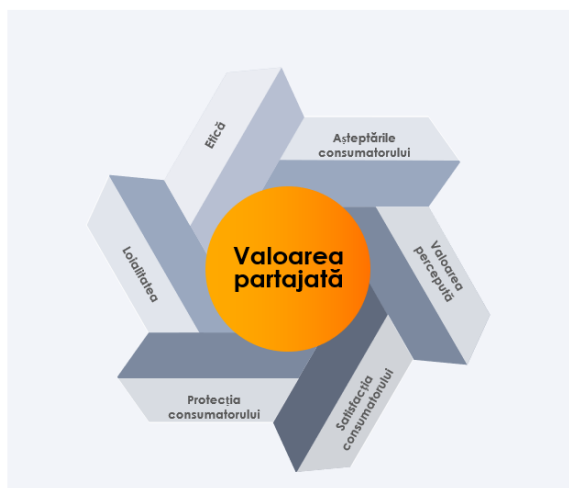 Etică
Așteptările
consumatorului
Valoarea
percepută
Valoarea
partajată
Loialitatea
Satisfacția
consumatorului
Protecția
consumatorului